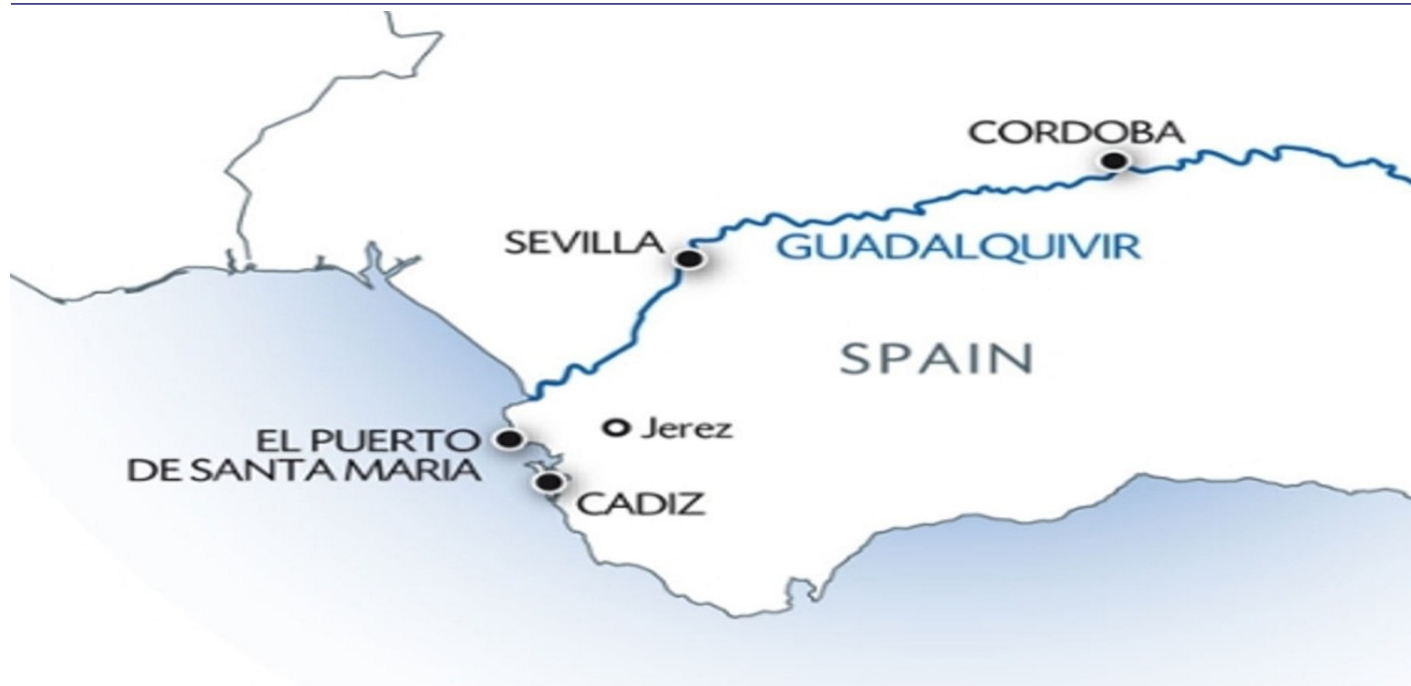 CORDOBA
SEVILLA
GUADALQUIVIR
SPAIN
Jerez
EL PUERTO
DE SANTA MARIA
CADIZ